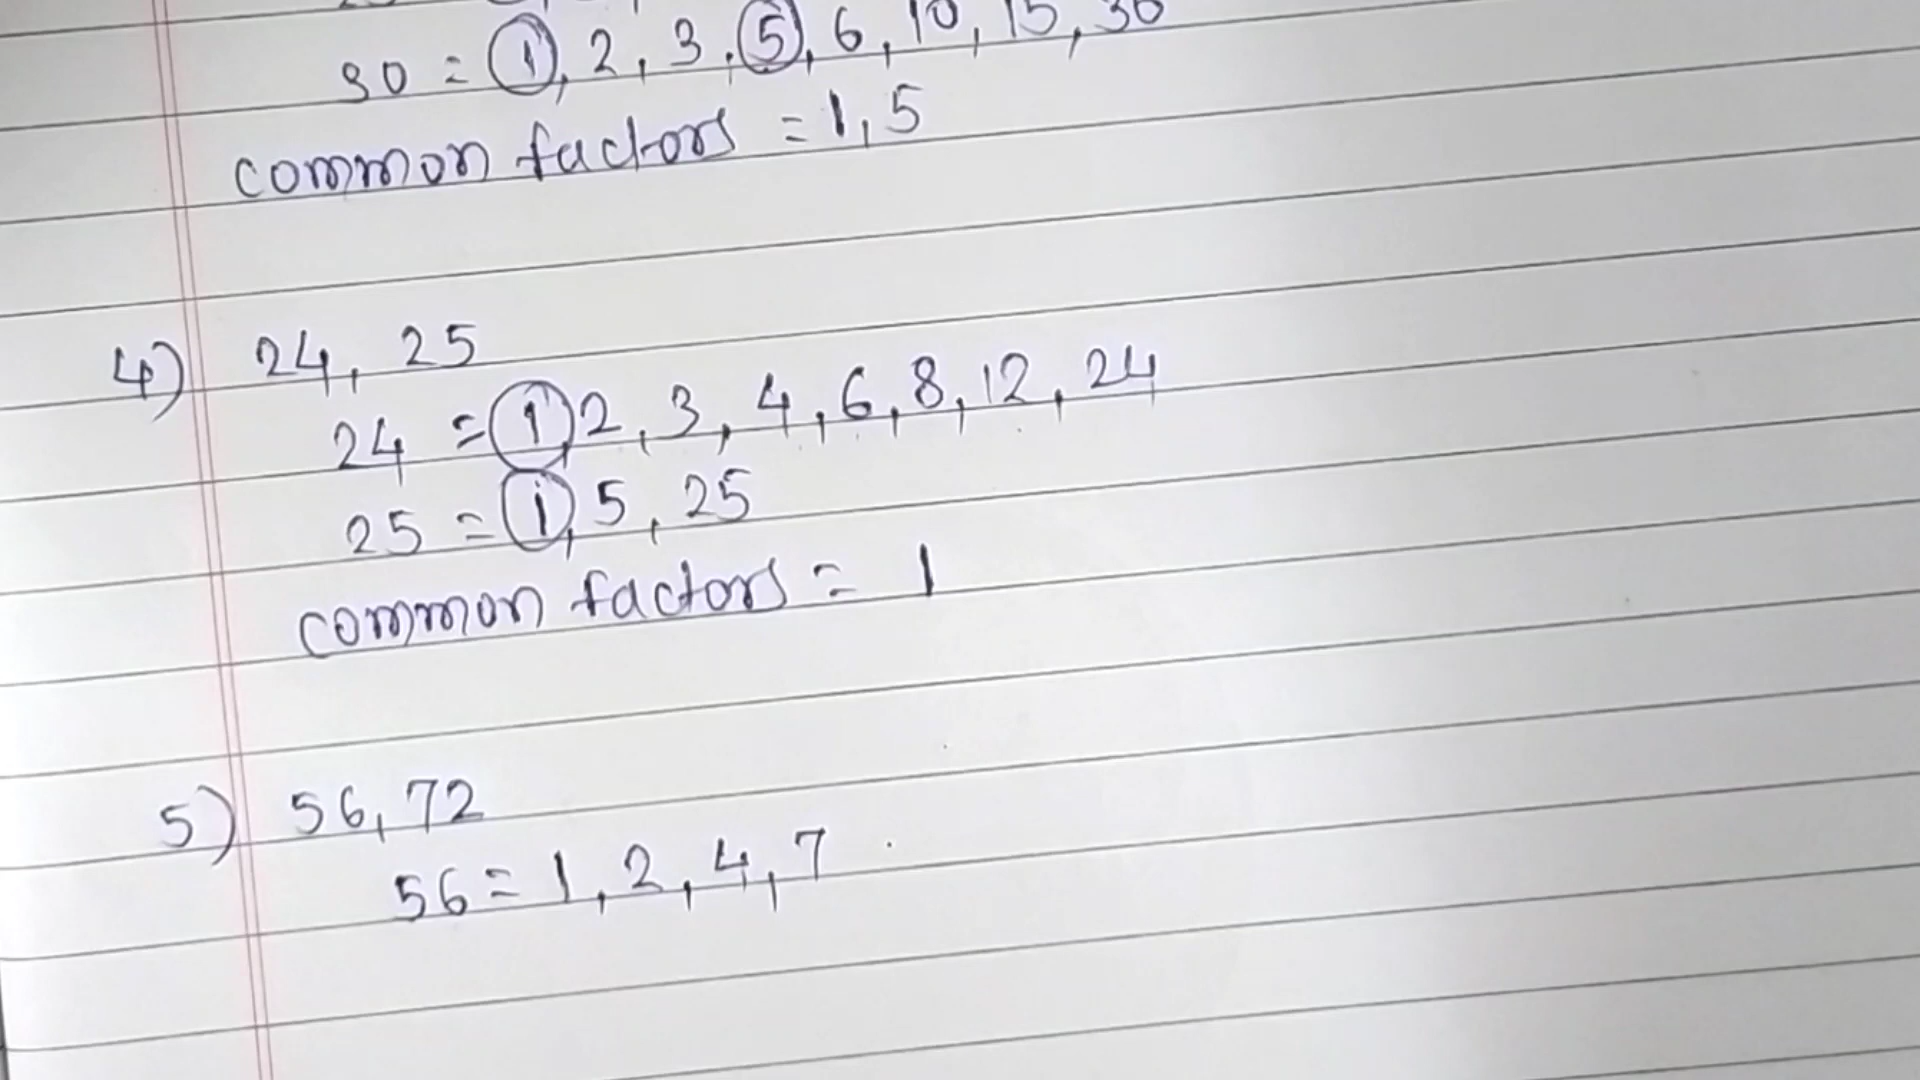 30 = 1, 2, 3, 5, 6, 10, 15, 30
common factors = 1, 5
4) 24, 25
24 = 1, 2, 3, 4, 6, 8, 12, 24
25 = 1, 5, 25
common factors = 1
5) 56, 72
56 = 1, 2, 4, 7